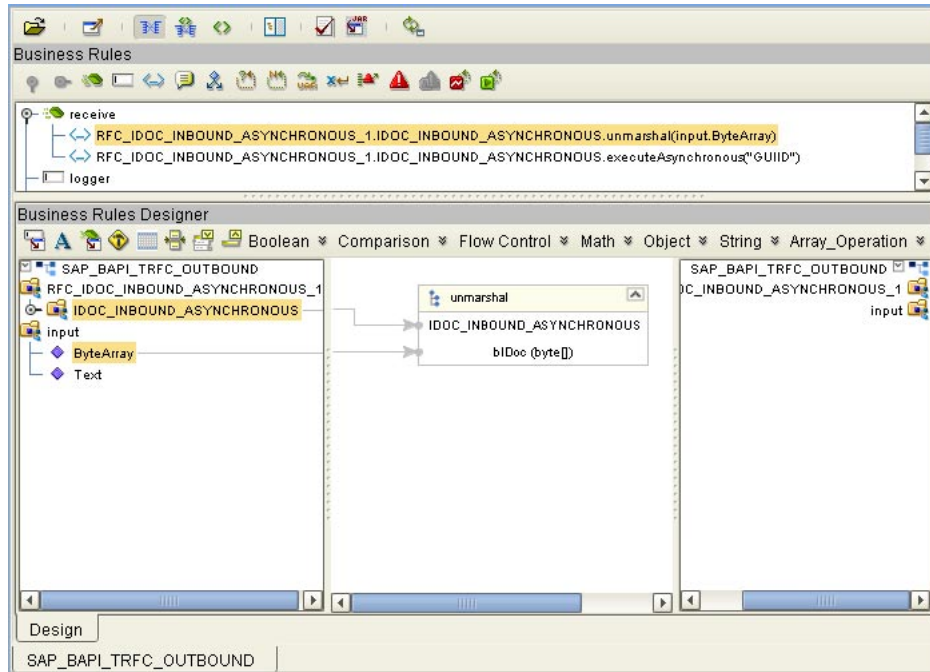 JAR
Business Rules
receive
RFC_IDOC_INBOUND_ASYNCHRONOUS_1.IDOC_INBOUND_ASYNCHRONOUS.unmarshal(input.ByteArray)
RFC_IDOC_INBOUND_ASYNCHRONOUS_1.IDOC_INBOUND_ASYNCHRONOUS.executeAsynchronous("GUIID")
logger
Business Rules Designer
A Boolean Comparison Flow Control Math Object String Array_Operation
SAP_BAPI_TRFC_OUTBOUND
RFC_IDOC_INBOUND_ASYNCHRONOUS_1
IDOC_INBOUND_ASYNCHRONOUS
input
ByteArray
Text
unmarshal
IDOC_INBOUND_ASYNCHRONOUS
bIDoc (byte[])
SAP_BAPI_TRFC_OUTBOUND
OC_INBOUND_ASYNCHRONOUS_1
input
Design
SAP_BAPI_TRFC_OUTBOUND